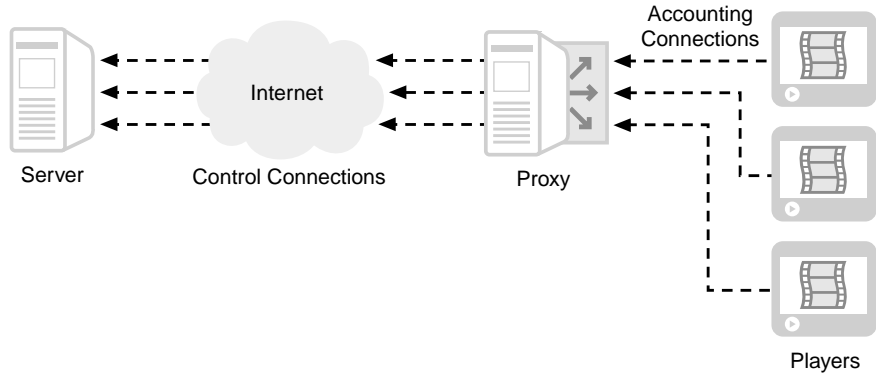 Accounting
Connections
Internet
Server
Control Connections
Proxy
Players